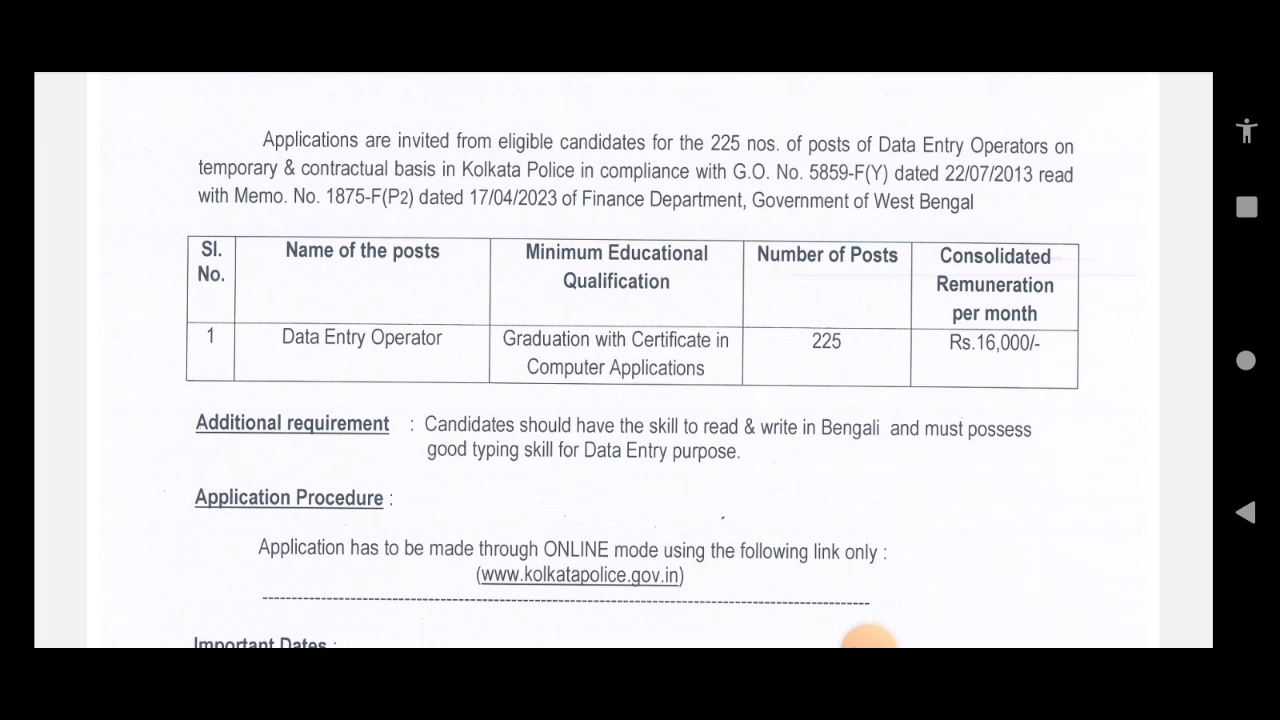 Applications are invited from eligible candidates for the 225 nos. of posts of Data Entry Operators on
temporary & contractual basis in Kolkata Police in compliance with G.O. No. 5859-F(Y) dated 22/07/2013 read
with Memo. No. 1875-F(P2) dated 17/04/2023 of Finance Department, Government of West Bengal
Sl.
No.
Name of the posts
Minimum Educational
Qualification
Number of Posts
Consolidated
Remuneration
per month
1
Data Entry Operator
Graduation with Certificate in
Computer Applications
225
Rs.16,000/-
Additional requirement : Candidates should have the skill to read & write in Bengali and must possess
good typing skill for Data Entry purpose.
Application Procedure :
Application has to be made through ONLINE mode using the following link only :
(www.kolkatapolice.gov.in)
Important Dates :